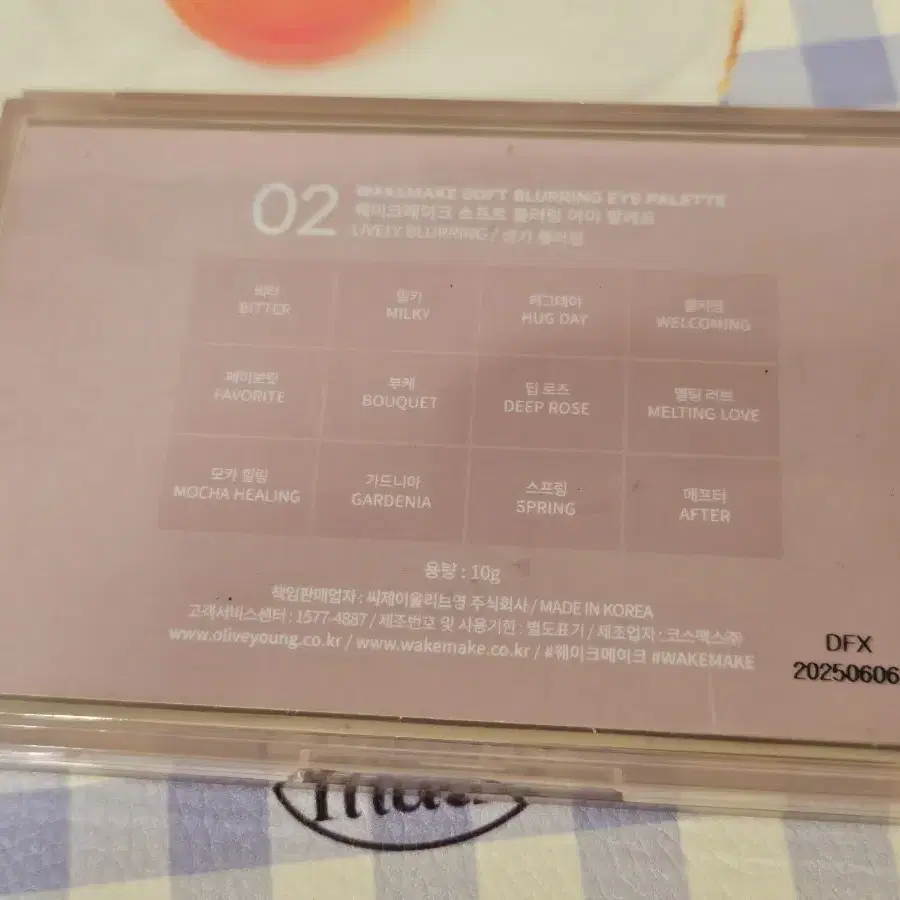 02
WAKEMAKE SOFT BLURRING EYE PALETTE
웨이크메이크 소프트 블러링 아이 팔레트
LIVELY BLURRING / 생기 블러링
비터
BITTER
밀키
MILKY
허그데이
HUG DAY
웰커밍
WELCOMING
페이보릿
FAVORITE
부케
BOUQUET
딥 로즈
DEEP ROSE
멜팅 러브
MELTING LOVE
모카 힐링
MOCHA HEALING
가드니아
GARDENIA
스프링
SPRING
애프터
AFTER
용량 : 10g
책임판매업자 : 씨제이올리브영 주식회사 / MADE IN KOREA
고객서비스센터 : 1577-4887 / 제조번호 및 사용기한 : 별도표기 / 제조업자 : 코스맥스㈜
www.oliveyoung.co.kr / www.wakemake.co.kr / #웨이크메이크 #WAKEMAKE
DFX
20250606